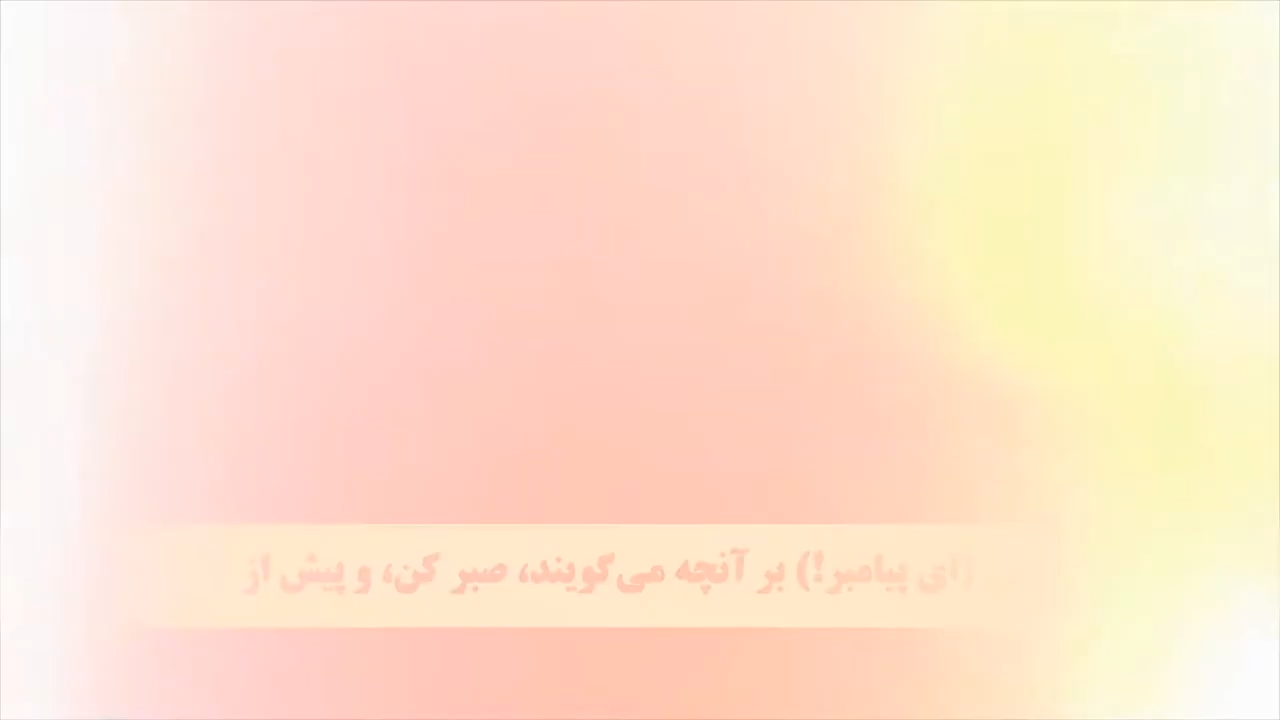 (ای پیامبر!) بر آنچه می‌گویند، صبر کن، و پیش از